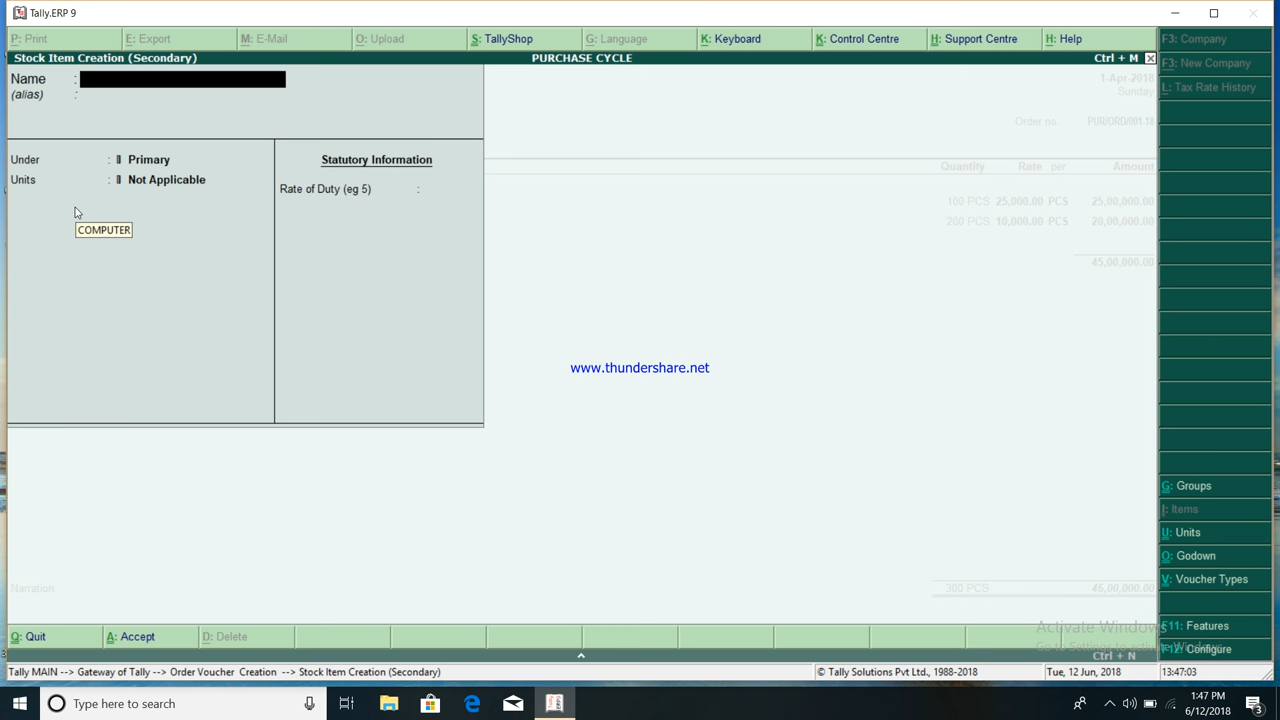 Tally.ERP 9
P: Print E: Export M: E-Mail O: Upload S: TallyShop G: Language K: Keyboard K: Control Centre H: Support Centre H: Help
F3: Company
Stock Item Creation (Secondary) PURCHASE CYCLE Ctrl + M
F3: New Company
Name :
1-Apr-2018
L: Tax Rate History
(alias) :
Sunday
Order no. PUR/ORD/001-18
Under : Primary
Statutory Information
Quantity Rate per Amount
Units : Not Applicable
Rate of Duty (eg 5) :
100 PCS 25,000.00 PCS 25,00,000.00
200 PCS 10,000.00 PCS 20,00,000.00
COMPUTER
45,00,000.00
www.thundershare.net
G: Groups
I: Items
U: Units
O: Godown
V: Voucher Types
Narration
300 PCS 45,00,000.00
Activate Windows
F11: Features
Q: Quit A: Accept D: Delete
F12: Configure
Ctrl + N
Tally MAIN --> Gateway of Tally --> Order Voucher Creation --> Stock Item Creation (Secondary) © Tally Solutions Pvt Ltd., 1988-2018 Tue, 12 Jun, 2018 13:47:03
Type here to search
1:47 PM
6/12/2018
3